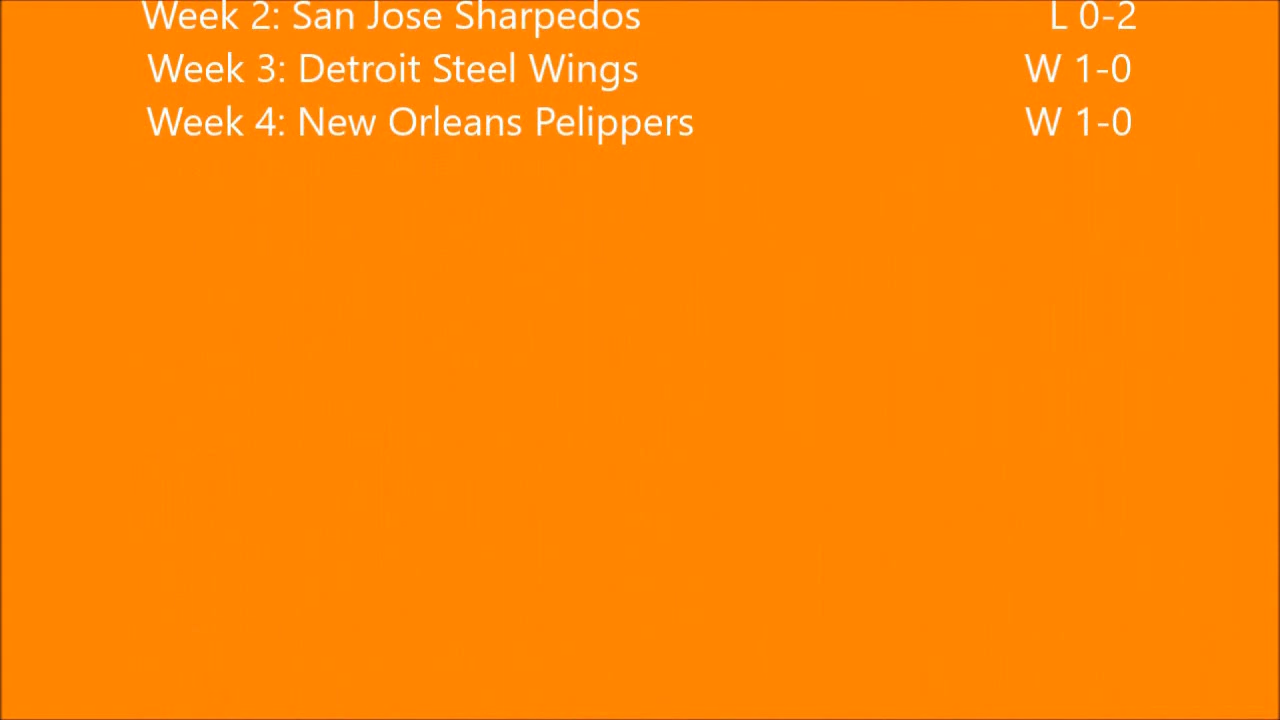 Week 2: San Jose Sharpedos L 0-2
Week 3: Detroit Steel Wings W 1-0
Week 4: New Orleans Pelippers W 1-0